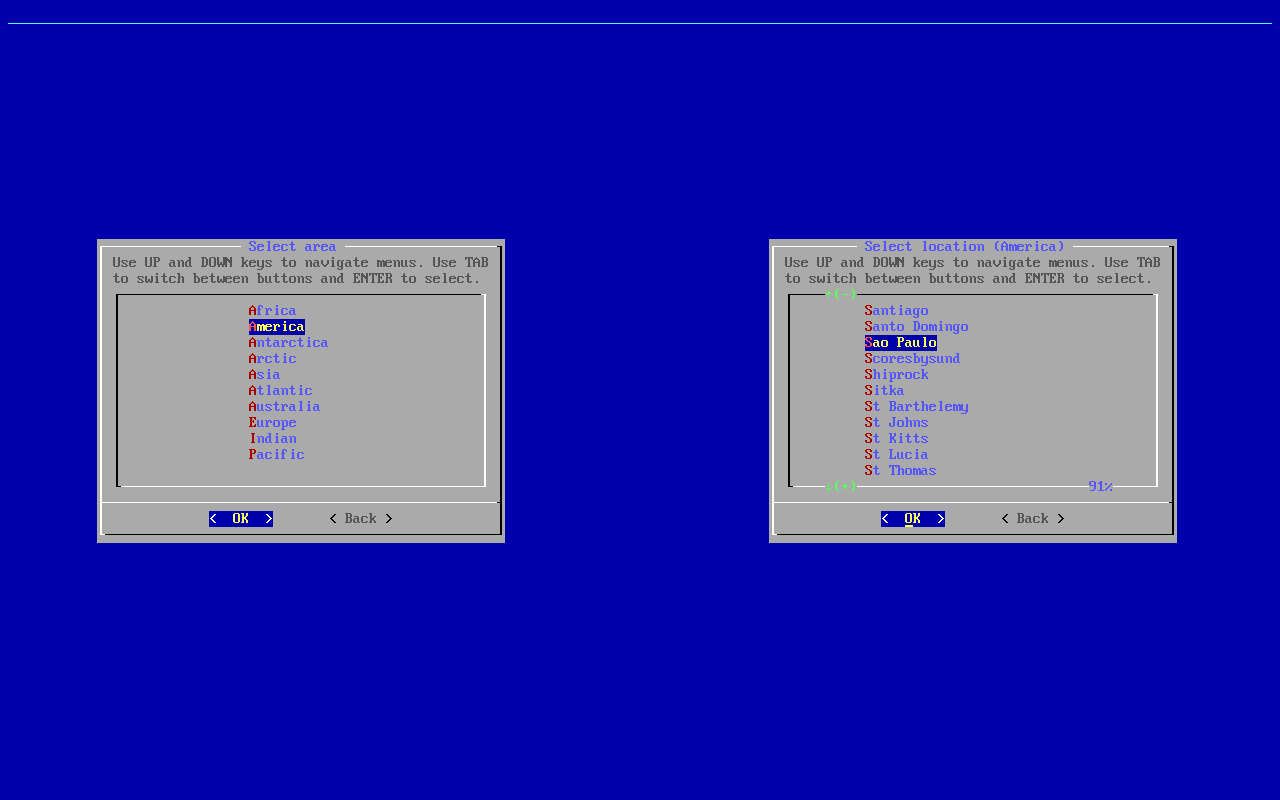 Select area
Use UP and DOWN keys to navigate menus. Use TAB
to switch between buttons and ENTER to select.
Africa
America
Antarctica
Arctic
Asia
Atlantic
Australia
Europe
Indian
Pacific
< OK >
< Back >
Select location (America)
Use UP and DOWN keys to navigate menus. Use TAB
to switch between buttons and ENTER to select.
↑(-)
Santiago
Santo Domingo
Sao Paulo
Scoresbysund
Shiprock
Sitka
St Barthelemy
St Johns
St Kitts
St Lucia
St Thomas
↓(+)
91%
< OK >
< Back >